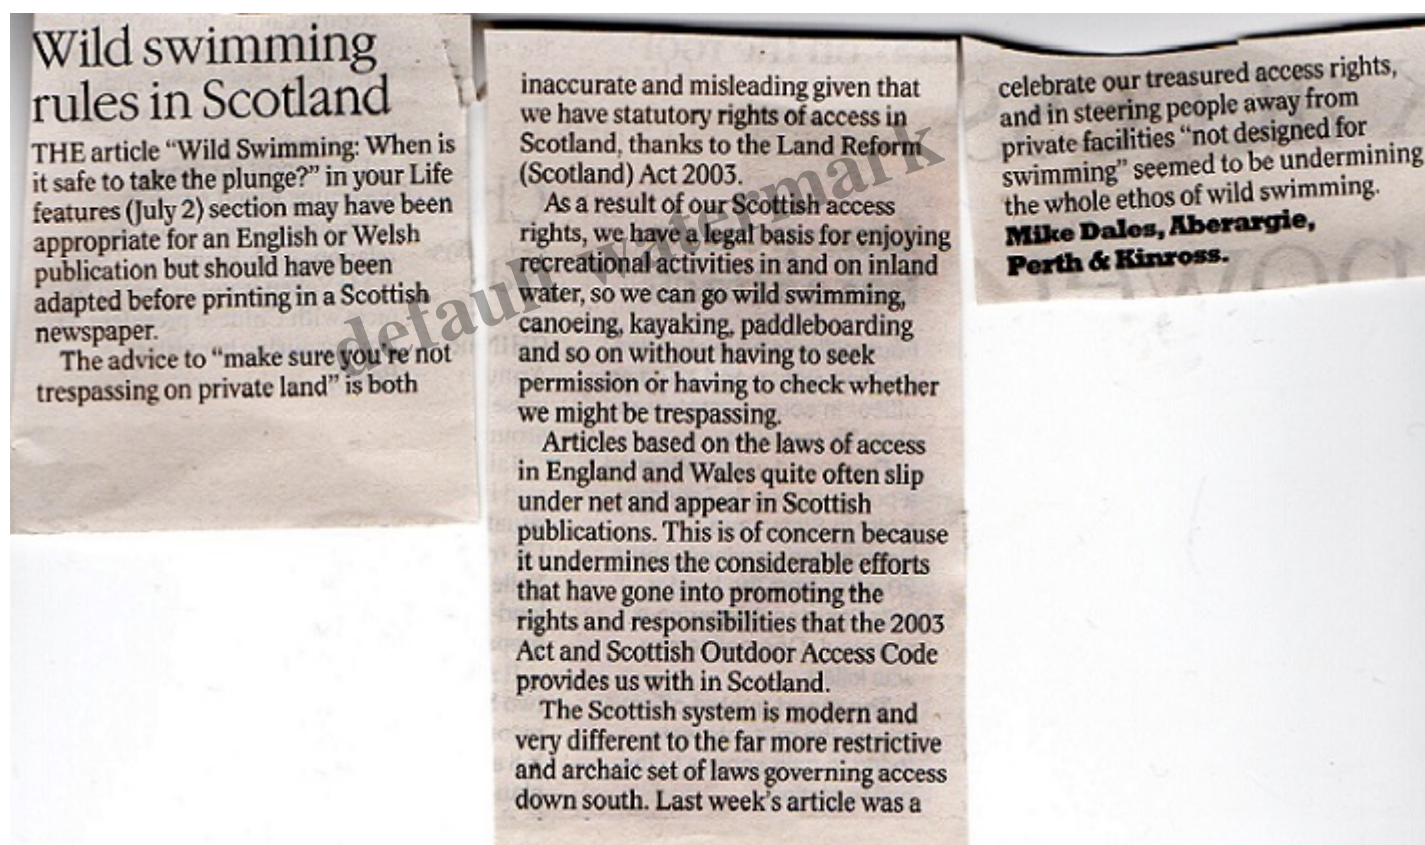 Wild swimming
rules in Scotland
THE article “Wild Swimming: When is
it safe to take the plunge?” in your Life
features (July 2) section may have been
appropriate for an English or Welsh
publication but should have been
adapted before printing in a Scottish
newspaper.
The advice to “make sure you're not
trespassing on private land” is both
inaccurate and misleading given that
we have statutory rights of access in
Scotland, thanks to the Land Reform
(Scotland) Act 2003.
As a result of our Scottish access
rights, we have a legal basis for enjoying
recreational activities in and on inland
water, so we can go wild swimming,
canoeing, kayaking, paddleboarding
and so on without having to seek
permission or having to check whether
we might be trespassing.
Articles based on the laws of access
in England and Wales quite often slip
under net and appear in Scottish
publications. This is of concern because
it undermines the considerable efforts
that have gone into promoting the
rights and responsibilities that the 2003
Act and Scottish Outdoor Access Code
provides us with in Scotland.
The Scottish system is modern and
very different to the far more restrictive
and archaic set of laws governing access
down south. Last week's article was a
celebrate our treasured access rights,
and in steering people away from
private facilities “not designed for
swimming” seemed to be undermining
the whole ethos of wild swimming.
Mike Dales, Aberargie,
Perth & Kinross.
default watermark